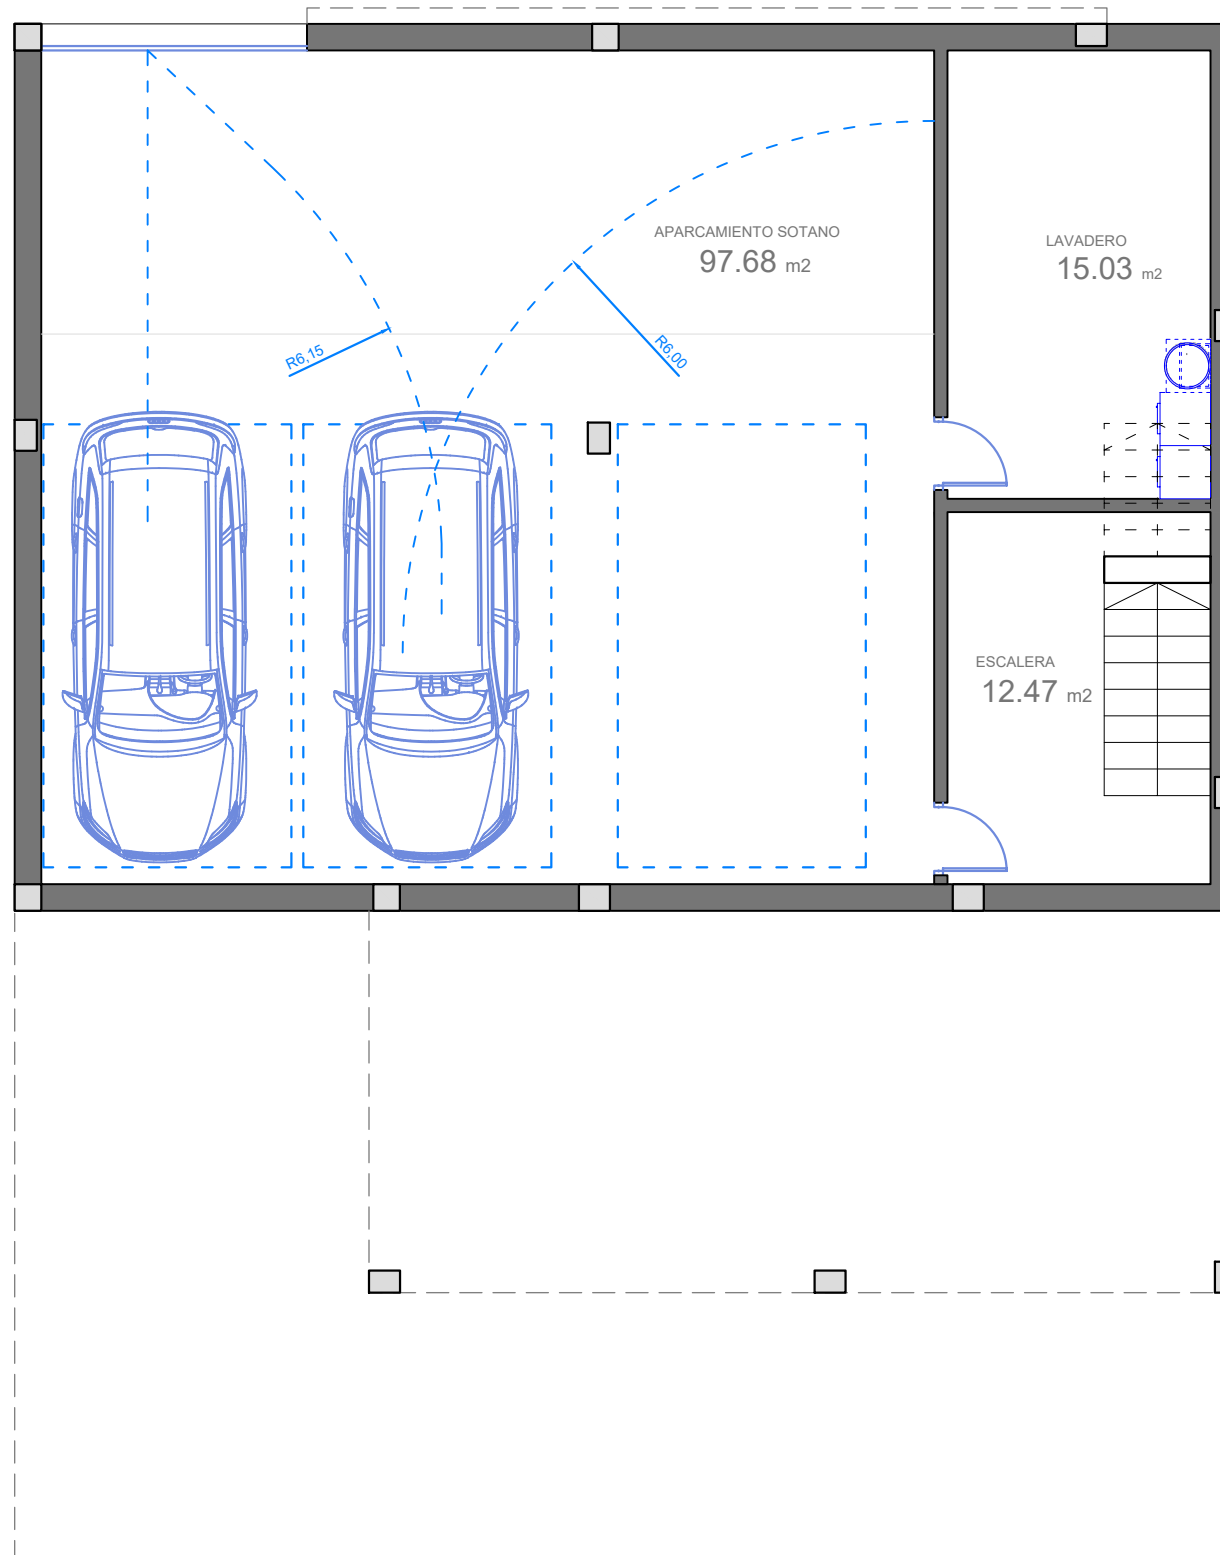 APARCAMIENTO SOTANO
97.68 m2
LAVADERO
15.03 m2
R6,15
R6,00
ESCALERA
12.47 m2